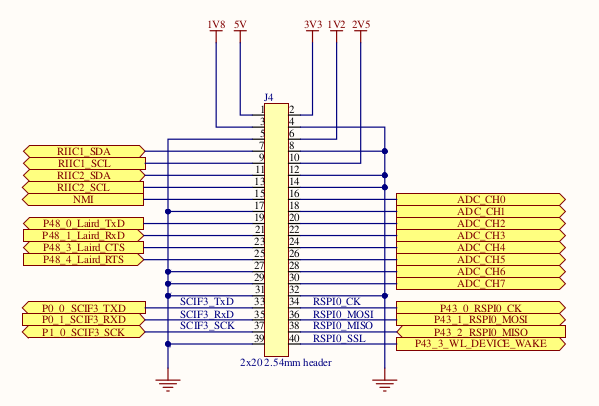 1V8 5V 3V3 1V2 2V5
J4
1 2
3 4
5 6
7 8
RIIC1_SDA 9 10
RIIC1_SCL 11 12
RIIC2_SDA 13 14
RIIC2_SCL 15 16
NMI 17 18 ADC_CH0
19 20 ADC_CH1
P48_0_Laird_TxD 21 22 ADC_CH2
P48_1_Laird_RxD 23 24 ADC_CH3
P48_3_Laird_CTS 25 26 ADC_CH4
P48_4_Laird_RTS 27 28 ADC_CH5
29 30 ADC_CH6
31 32 ADC_CH7
P0_0_SCIF3_TXD SCIF3_TxD 33 34 RSPI0_CK P43_0_RSPI0_CK
P0_1_SCIF3_RXD SCIF3_RxD 35 36 RSPI0_MOSI P43_1_RSPI0_MOSI
P1_0_SCIF3_SCK SCIF3_SCK 37 38 RSPI0_MISO P43_2_RSPI0_MISO
39 40 RSPI0_SSL P43_3_WL_DEVICE_WAKE
2x20 2.54mm header